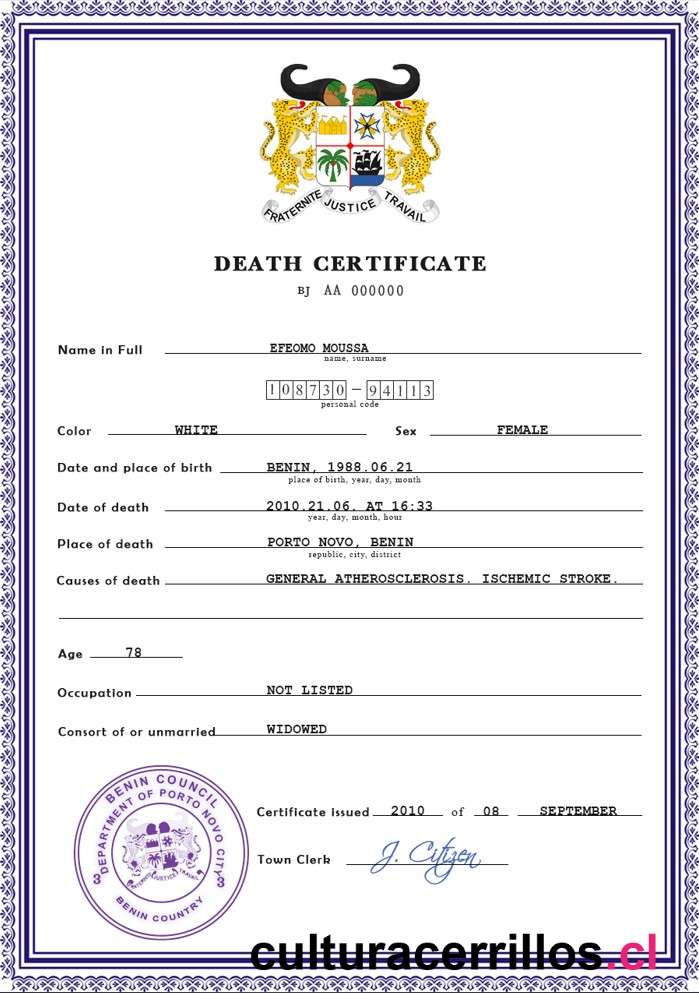 FRATERNITE JUSTICE TRAVAIL
DEATH CERTIFICATE
BJ AA 000000
Name in Full EFEOMO MOUSSA
name, surname
108730-94113
personal code
Color WHITE Sex FEMALE
Date and place of birth BENIN, 1988.06.21
place of birth, year, day, month
Date of death 2010.21.06. AT 16:33
year, day, month, hour
Place of death PORTO NOVO, BENIN
republic, city, district
Causes of death GENERAL ATHEROSCLEROSIS. ISCHEMIC STROKE.
Age 78
Occupation NOT LISTED
Consort of or unmarried WIDOWED
BENIN COUNCIL
DEPARTMENT OF PORTO NOVO CITY
FRATERNITE JUSTICE TRAVAIL
3 3
BENIN COUNTRY
Certificate issued 2010 of 08 SEPTEMBER
Town Clerk J. Citizen
culturacerrillos.cl